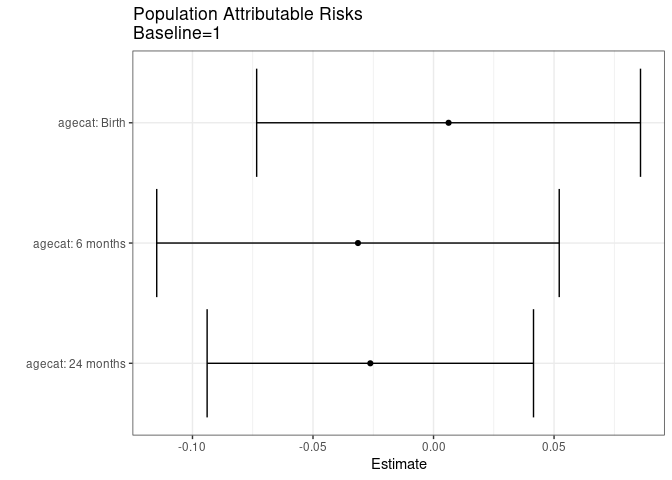 Population Attributable Risks
Baseline=1
agecat: Birth
agecat: 6 months
agecat: 24 months
-0.10 -0.05 0.00 0.05
Estimate